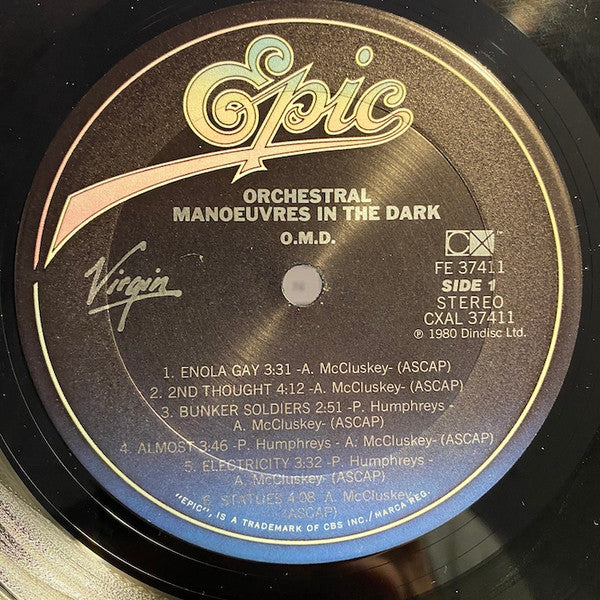 Epic
ORCHESTRAL
MANOEUVRES IN THE DARK
O.M.D.
Virgin
CX
FE 37411
SIDE 1
STEREO
CXAL 37411
℗ 1980 Dindisc Ltd.
1. ENOLA GAY 3:31 -A. McCluskey- (ASCAP)
2. 2ND THOUGHT 4:12 -A. McCluskey- (ASCAP)
3. BUNKER SOLDIERS 2:51 -P. Humphreys -
A. McCluskey- (ASCAP)
4. ALMOST 3:46 -P. Humphreys - A. McCluskey- (ASCAP)
5. ELECTRICITY 3:32 -P. Humphreys -
A. McCluskey- (ASCAP)
6. STATUES 4:08 -A. McCluskey-
(ASCAP)
"EPIC" IS A TRADEMARK OF CBS INC./MARCA REG.